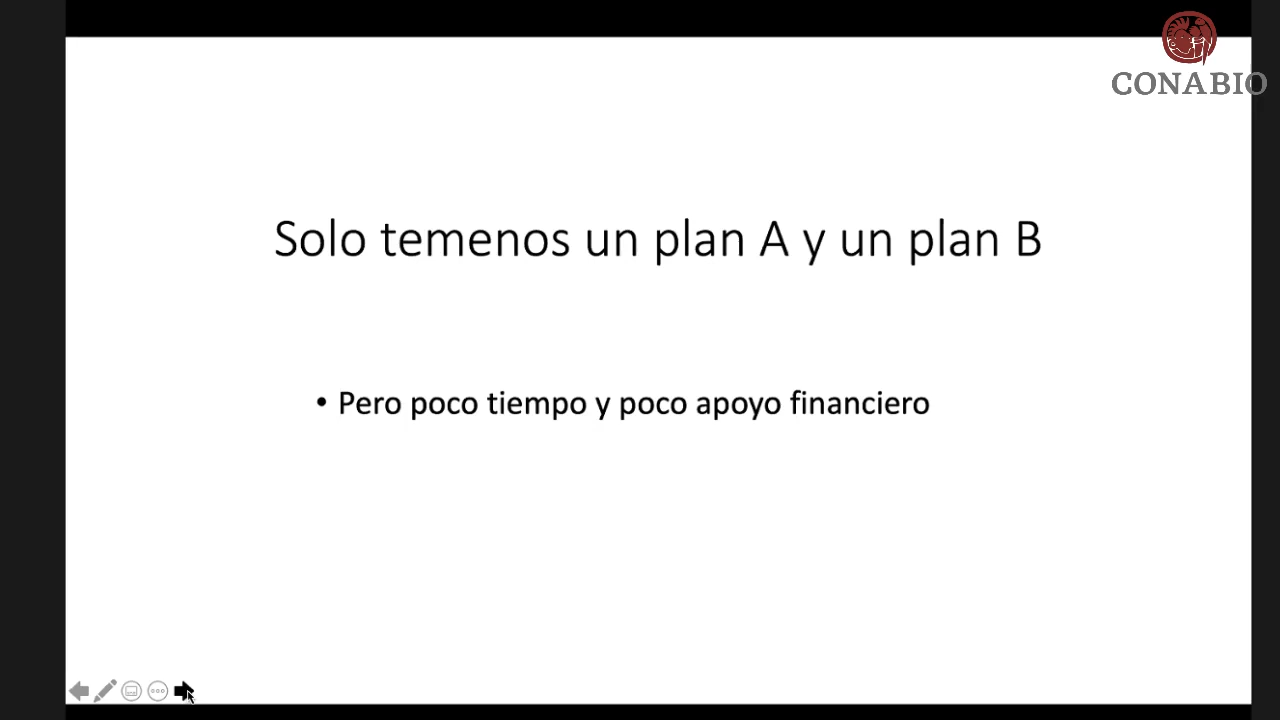 CONABIO
Solo temenos un plan A y un plan B
• Pero poco tiempo y poco apoyo financiero